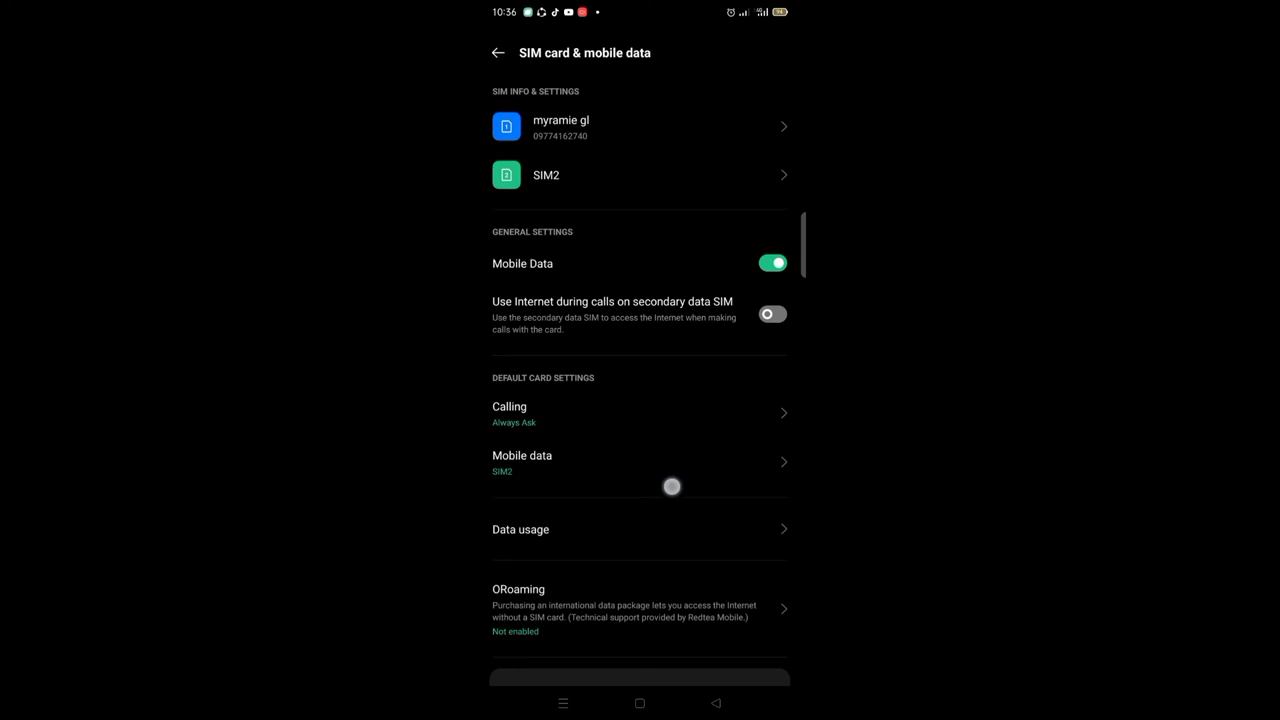 10:36
SIM card & mobile data
SIM INFO & SETTINGS
1
myramie gl
09774162740
2
SIM2
GENERAL SETTINGS
Mobile Data
Use Internet during calls on secondary data SIM
Use the secondary data SIM to access the Internet when making
calls with the card.
DEFAULT CARD SETTINGS
Calling
Always Ask
Mobile data
SIM2
Data usage
ORoaming
Purchasing an international data package lets you access the Internet
without a SIM card. (Technical support provided by Redtea Mobile.)
Not enabled